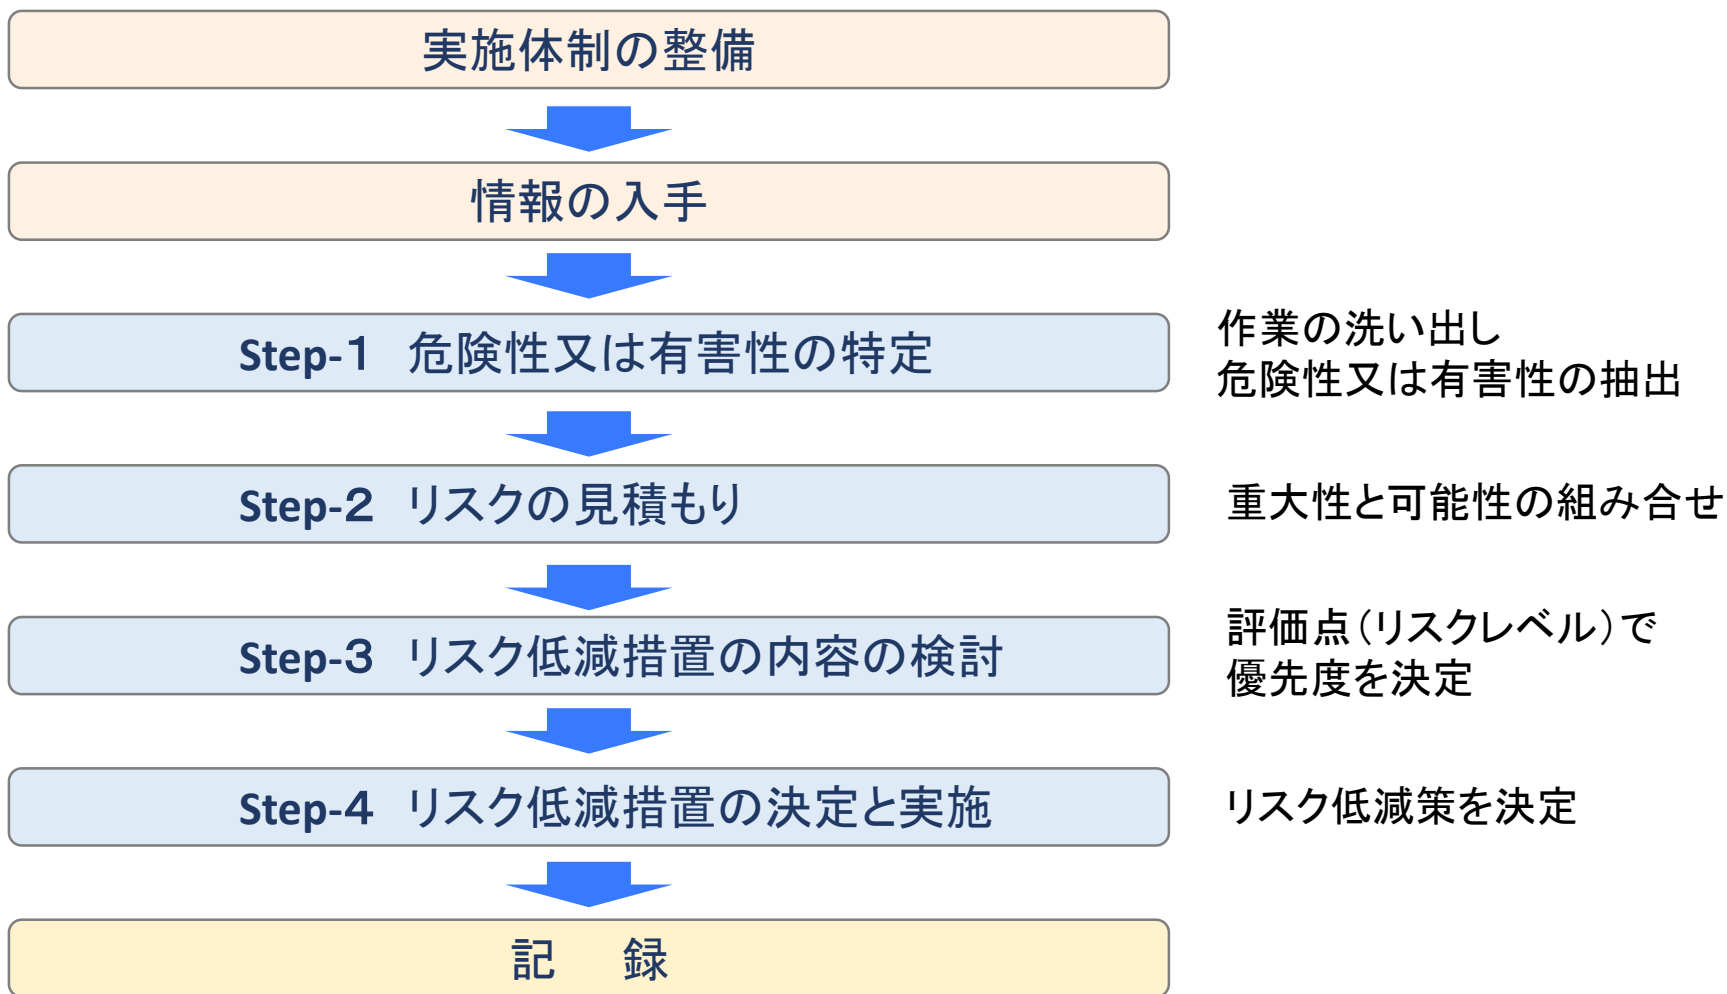 実施体制の整備
情報の入手
Step-1 危険性又は有害性の特定
作業の洗い出し
危険性又は有害性の抽出
Step-2 リスクの見積もり
重大性と可能性の組み合せ
Step-3 リスク低減措置の内容の検討
評価点(リスクレベル)で
優先度を決定
Step-4 リスク低減措置の決定と実施
リスク低減策を決定
記　録